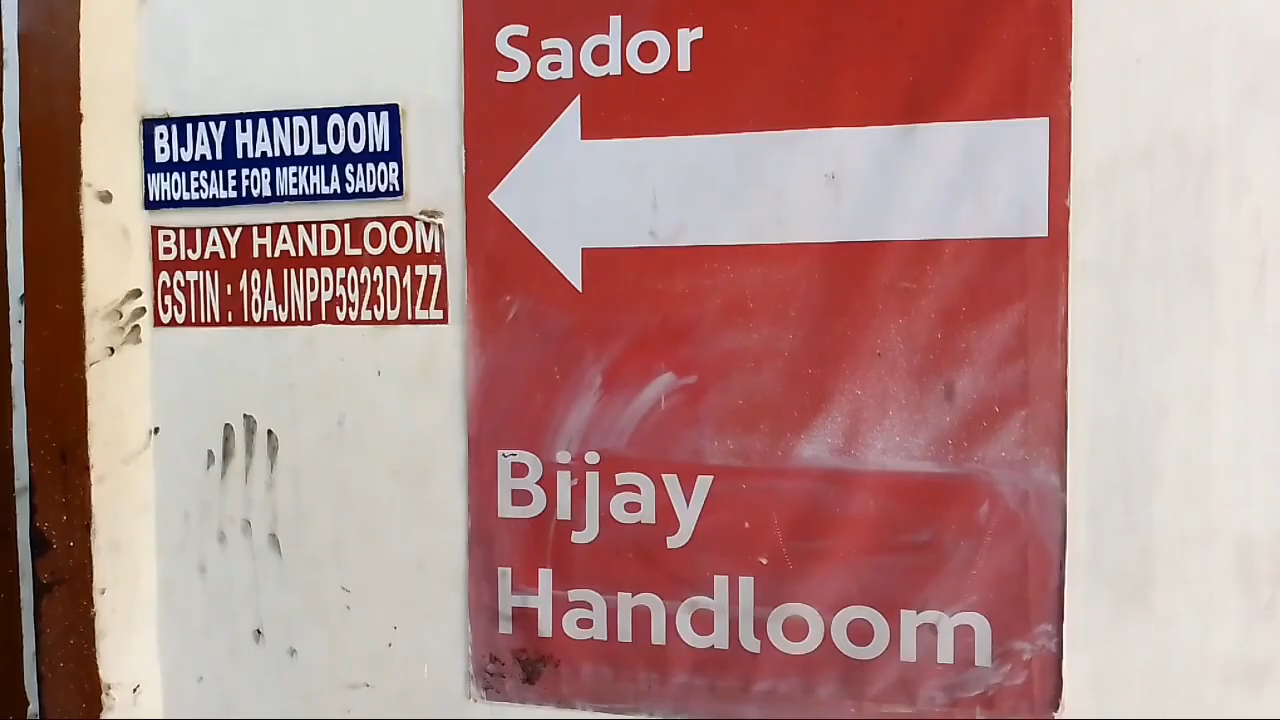 BIJAY HANDLOOM
WHOLESALE FOR MEKHLA SADOR
BIJAY HANDLOOM
GSTIN : 18AJNPP5923D1ZZ
Sador
Bijay
Handloom